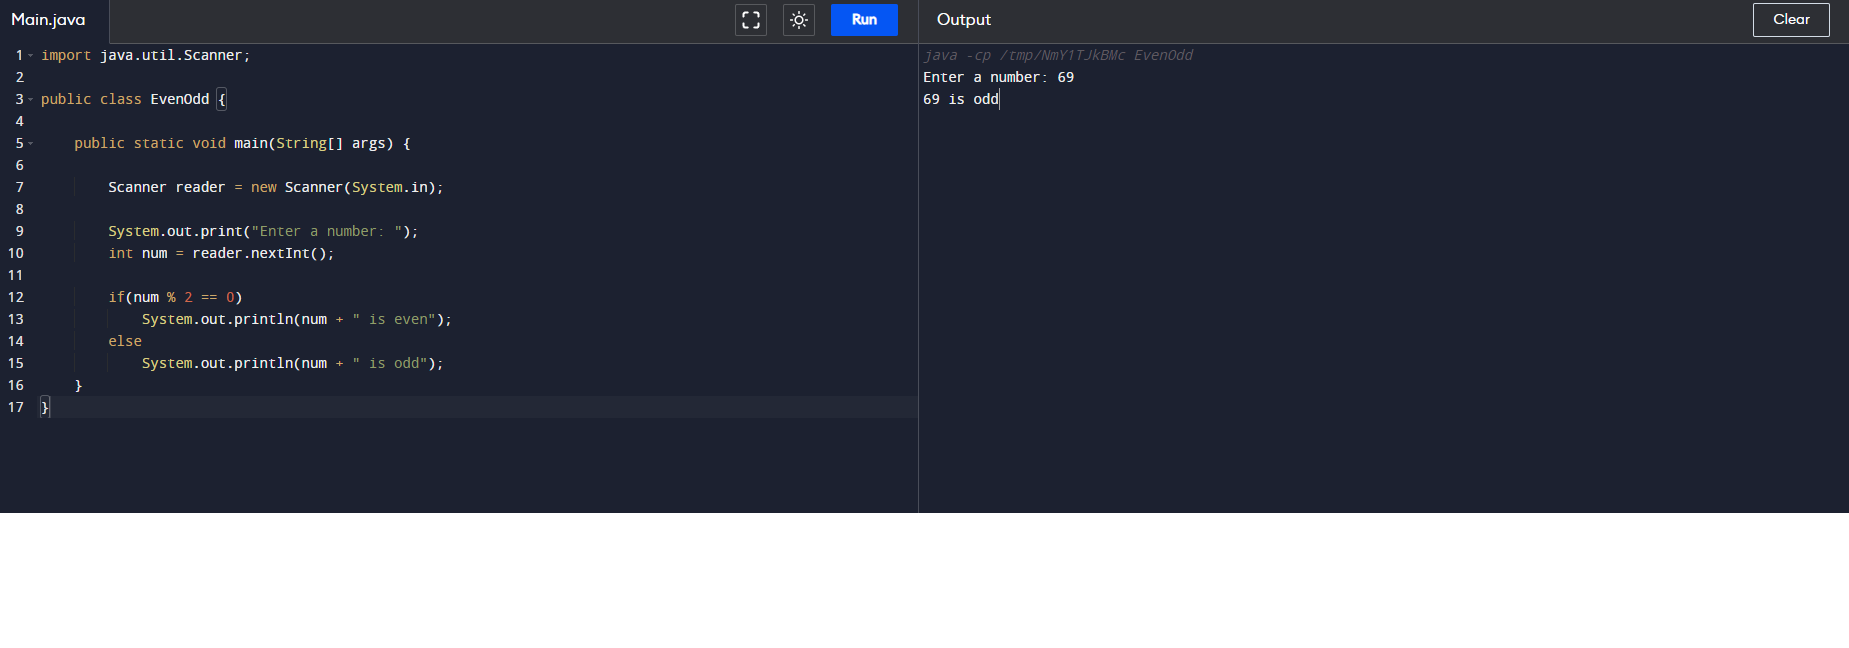 Main.java
Run
Output
Clear
1 import java.util.Scanner;
2
3 public class EvenOdd {
4
5     public static void main(String[] args) {
6
7         Scanner reader = new Scanner(System.in);
8
9         System.out.print("Enter a number: ");
10         int num = reader.nextInt();
11
12         if(num % 2 == 0)
13             System.out.println(num + " is even");
14         else
15             System.out.println(num + " is odd");
16     }
17 }
java -cp /tmp/NmY1TJkBMc EvenOdd
Enter a number: 69
69 is odd